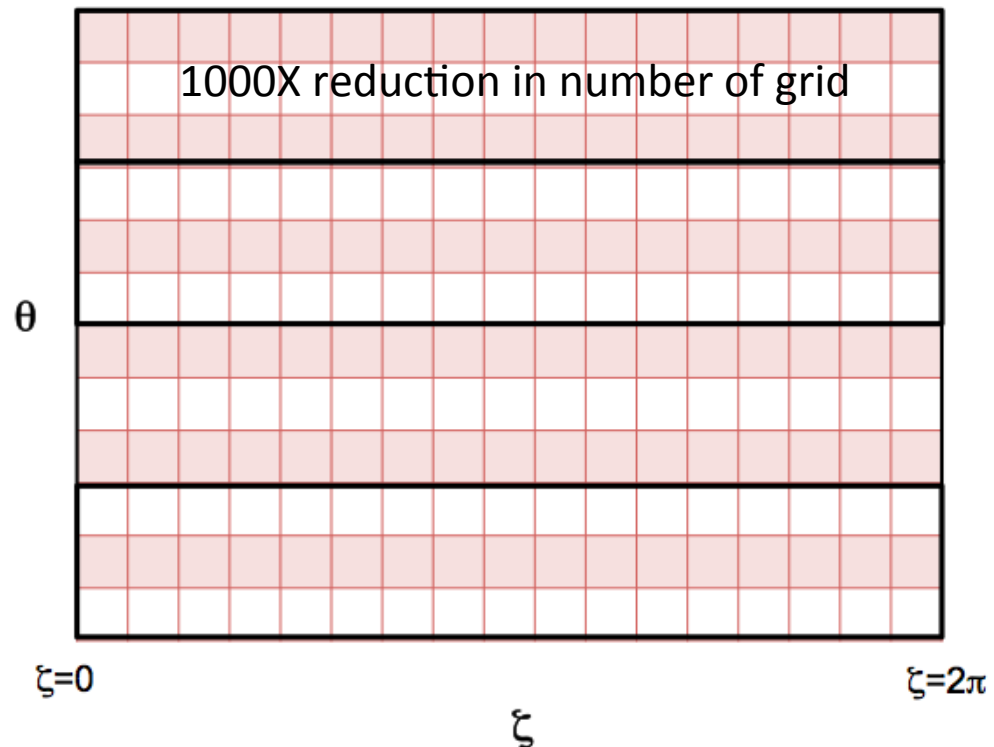 1000X reduction in number of grid
θ
ζ=0
ζ=2π
ζ